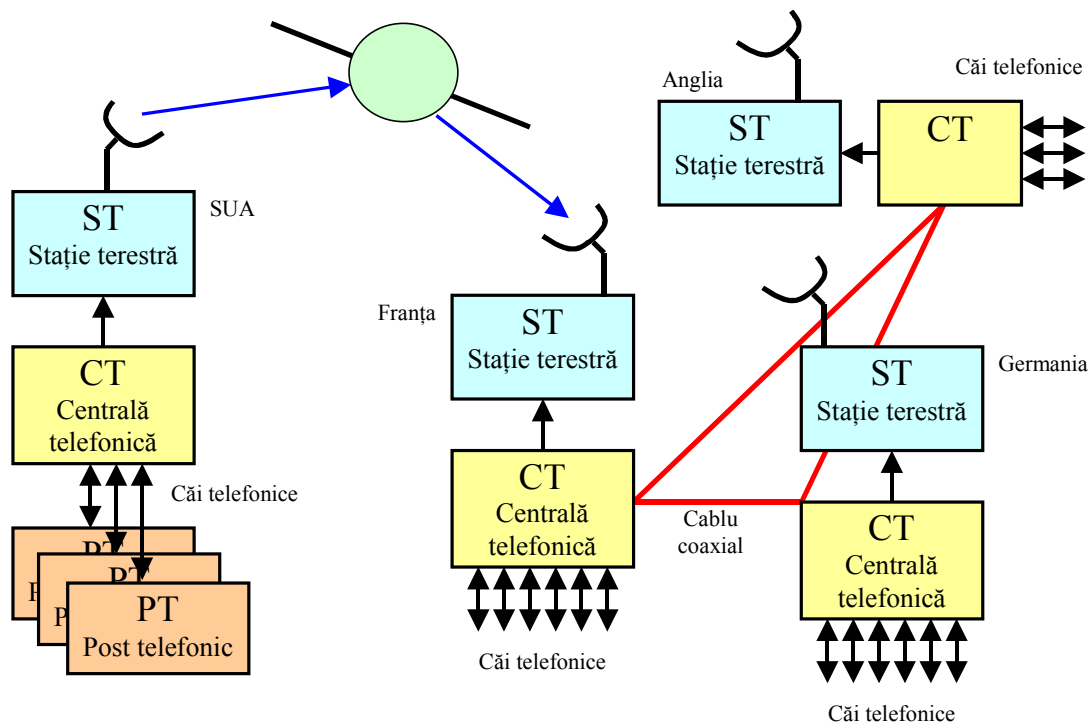 Anglia
Căi telefonice
ST
Stație terestră
CT
ST
Stație terestră
SUA
Franța
ST
Stație terestră
ST
Stație terestră
Germania
CT
Centrală
telefonică
Căi telefonice
CT
Centrală
telefonică
Cablu
coaxial
CT
Centrală
telefonică
PT
P
PT
P
PT
Post telefonic
Căi telefonice
Căi telefonice